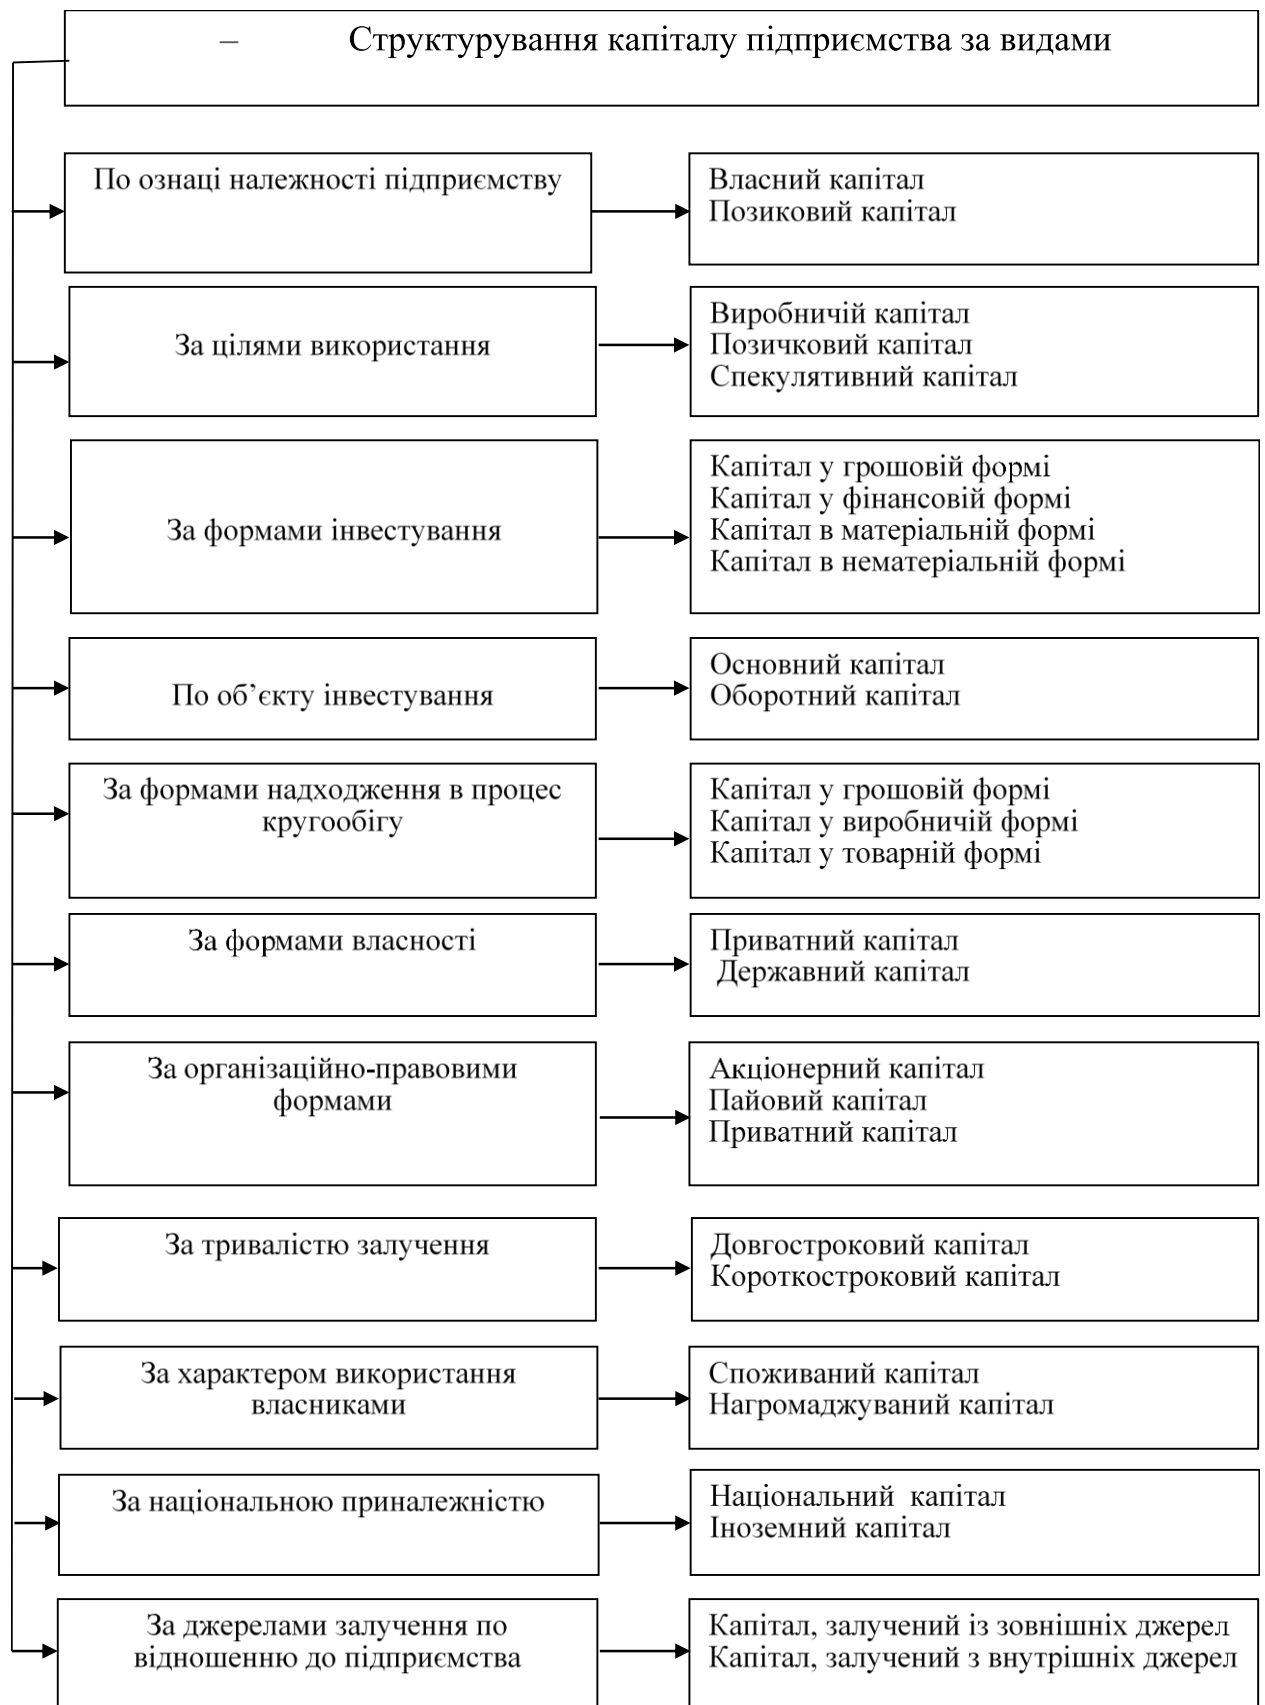 – Структурування капіталу підприємства за видами
По ознаці належності підприємству
Власний капітал
Позиковий капітал
За цілями використання
Виробничій капітал
Позичковий капітал
Спекулятивний капітал
За формами інвестування
Капітал у грошовій формі
Капітал у фінансовій формі
Капітал в матеріальній формі
Капітал в нематеріальній формі
По об’єкту інвестування
Основний капітал
Оборотний капітал
За формами надходження в процес
кругообігу
Капітал у грошовій формі
Капітал у виробничій формі
Капітал у товарній формі
За формами власності
Приватний капітал
Державний капітал
За організаційно-правовими
формами
Акціонерний капітал
Пайовий капітал
Приватний капітал
За тривалістю залучення
Довгостроковий капітал
Короткостроковий капітал
За характером використання
власниками
Споживаний капітал
Нагромаджуваний капітал
За національною приналежністю
Національний капітал
Іноземний капітал
За джерелами залучення по
відношенню до підприємства
Капітал, залучений із зовнішніх джерел
Капітал, залучений з внутрішніх джерел